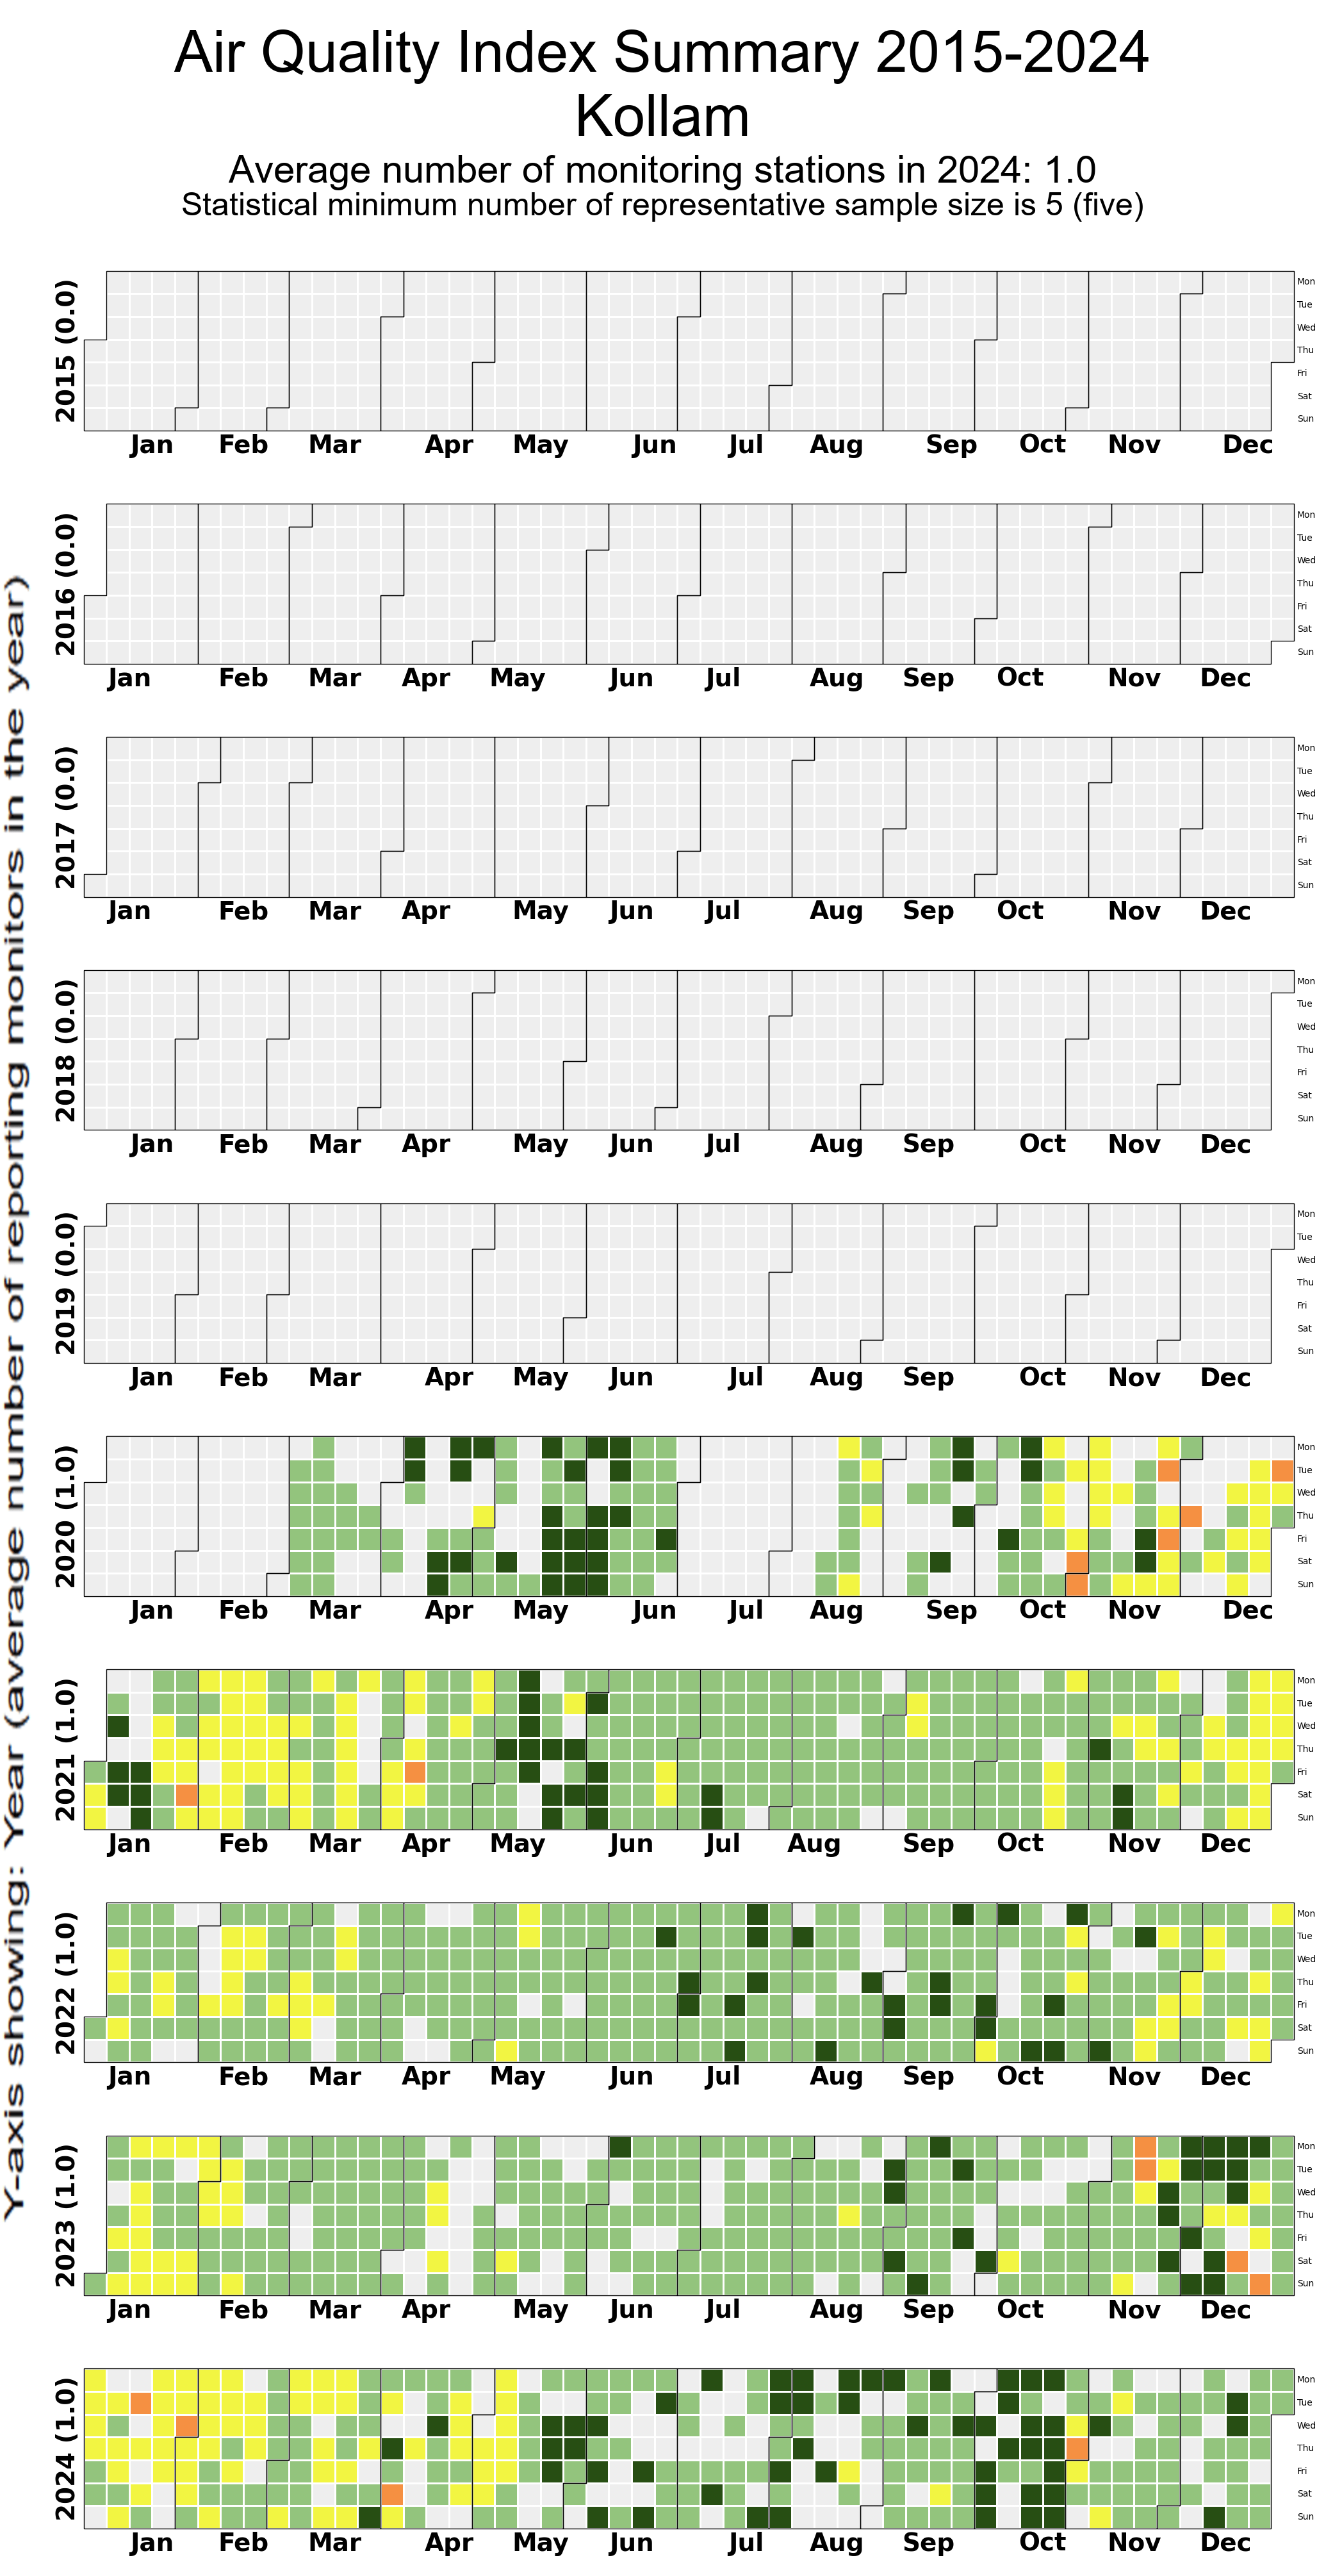 Air Quality Index Summary 2015-2024
Kollam
Average number of monitoring stations in 2024: 1.0
Statistical minimum number of representative sample size is 5 (five)
Y-axis showing: Year (average number of reporting monitors in the year)
2015 (0.0)
Mon
Tue
Wed
Thu
Fri
Sat
Sun
Jan Feb Mar Apr May Jun Jul Aug Sep Oct Nov Dec
2016 (0.0)
Mon
Tue
Wed
Thu
Fri
Sat
Sun
Jan Feb Mar Apr May Jun Jul Aug Sep Oct Nov Dec
2017 (0.0)
Mon
Tue
Wed
Thu
Fri
Sat
Sun
Jan Feb Mar Apr May Jun Jul Aug Sep Oct Nov Dec
2018 (0.0)
Mon
Tue
Wed
Thu
Fri
Sat
Sun
Jan Feb Mar Apr May Jun Jul Aug Sep Oct Nov Dec
2019 (0.0)
Mon
Tue
Wed
Thu
Fri
Sat
Sun
Jan Feb Mar Apr May Jun Jul Aug Sep Oct Nov Dec
2020 (1.0)
Mon
Tue
Wed
Thu
Fri
Sat
Sun
Jan Feb Mar Apr May Jun Jul Aug Sep Oct Nov Dec
2021 (1.0)
Mon
Tue
Wed
Thu
Fri
Sat
Sun
Jan Feb Mar Apr May Jun Jul Aug Sep Oct Nov Dec
2022 (1.0)
Mon
Tue
Wed
Thu
Fri
Sat
Sun
Jan Feb Mar Apr May Jun Jul Aug Sep Oct Nov Dec
2023 (1.0)
Mon
Tue
Wed
Thu
Fri
Sat
Sun
Jan Feb Mar Apr May Jun Jul Aug Sep Oct Nov Dec
2024 (1.0)
Mon
Tue
Wed
Thu
Fri
Sat
Sun
Jan Feb Mar Apr May Jun Jul Aug Sep Oct Nov Dec